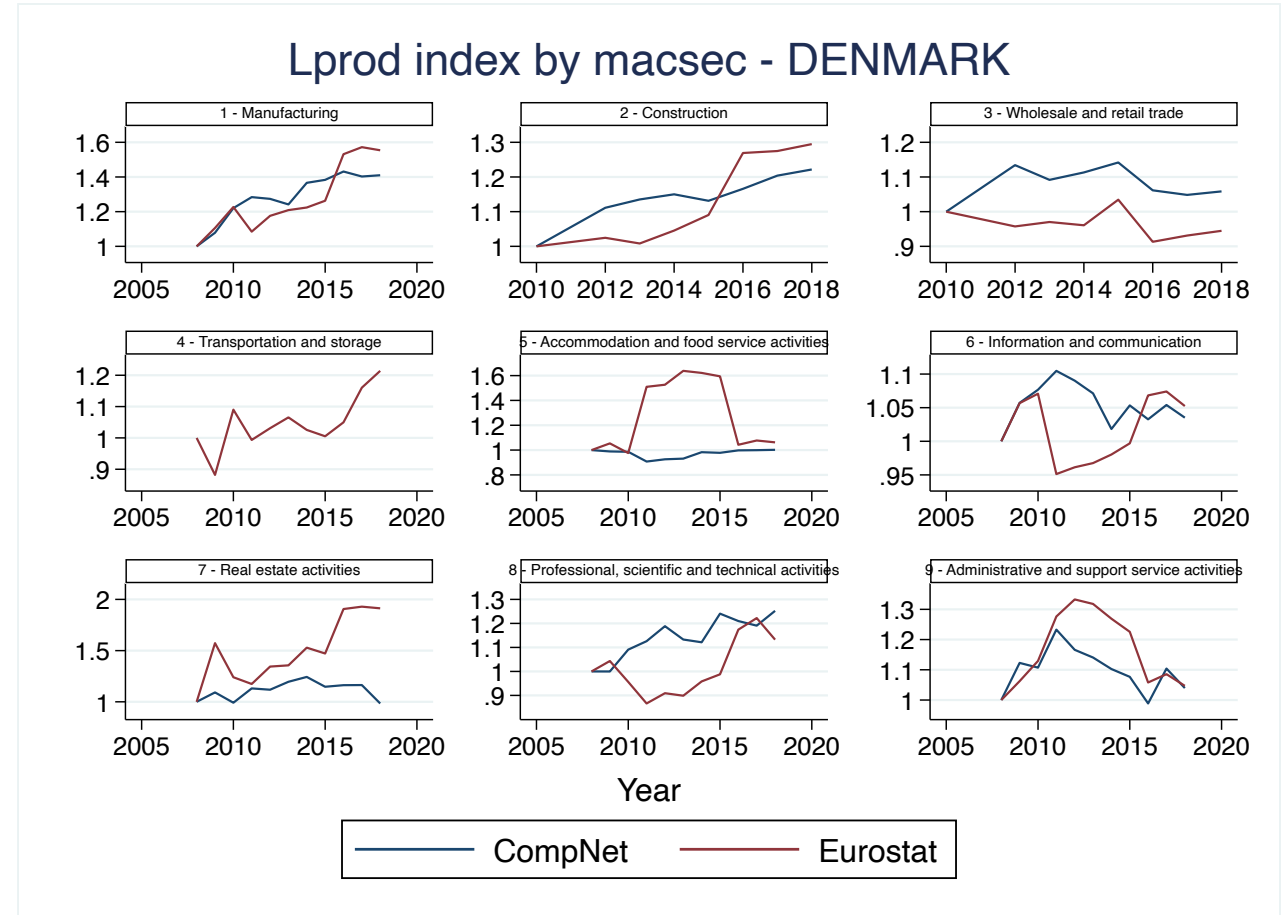 Lprod index by macsec - DENMARK
1 - Manufacturing
1.6
1.4
1.2
1
2005 2010 2015 2020
2 - Construction
1.3
1.2
1.1
1
2010 2012 2014 2016 2018
3 - Wholesale and retail trade
1.2
1.1
1
.9
2010 2012 2014 2016 2018
4 - Transportation and storage
1.2
1.1
1
.9
2005 2010 2015 2020
5 - Accommodation and food service activities
1.6
1.4
1.2
1
.8
2005 2010 2015 2020
6 - Information and communication
1.1
1.05
1
.95
2005 2010 2015 2020
7 - Real estate activities
2
1.5
1
2005 2010 2015 2020
8 - Professional, scientific and technical activities
1.3
1.2
1.1
1
.9
2005 2010 2015 2020
9 - Administrative and support service activities
1.3
1.2
1.1
1
2005 2010 2015 2020
Year
CompNet Eurostat